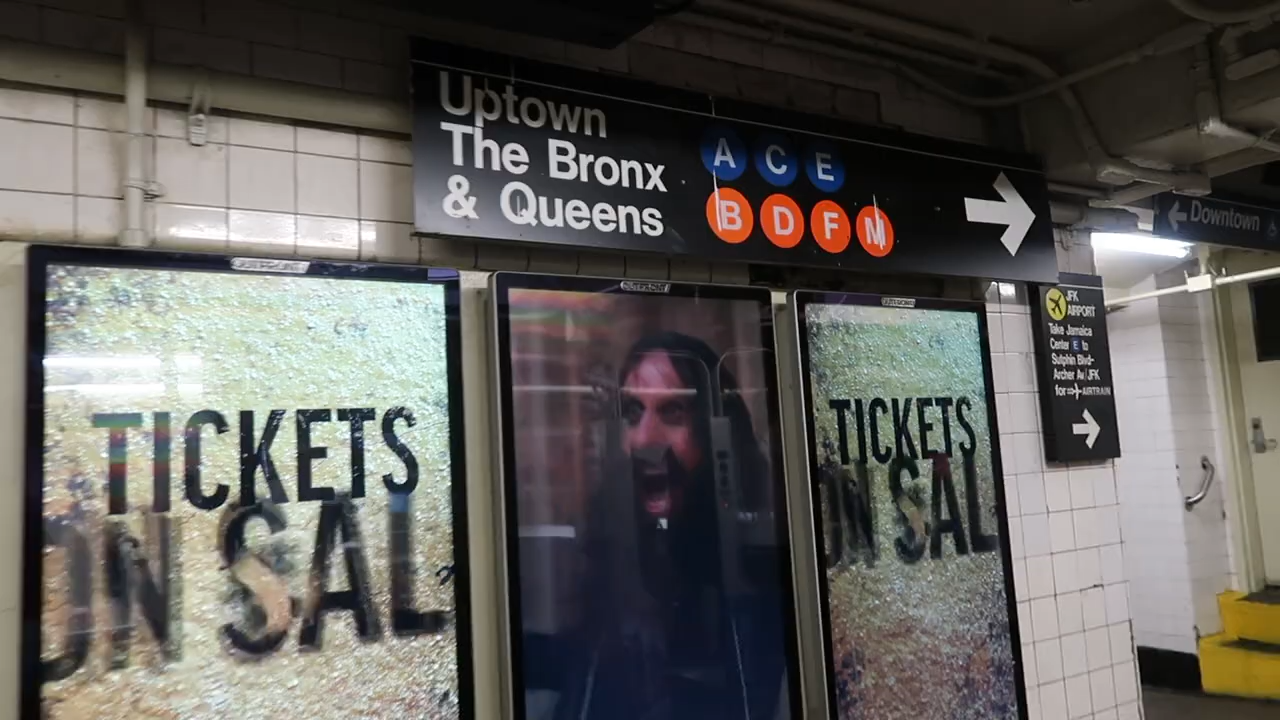 Uptown
The Bronx
& Queens
A C E
B D F M
Downtown
JFK
AIRPORT
Take Jamaica
Center E to
Sutphin Blvd–
Archer Av/JFK
for AIRTRAIN
TICKETS
ON SAL
OUTFRONT
TICKETS
ON SAL